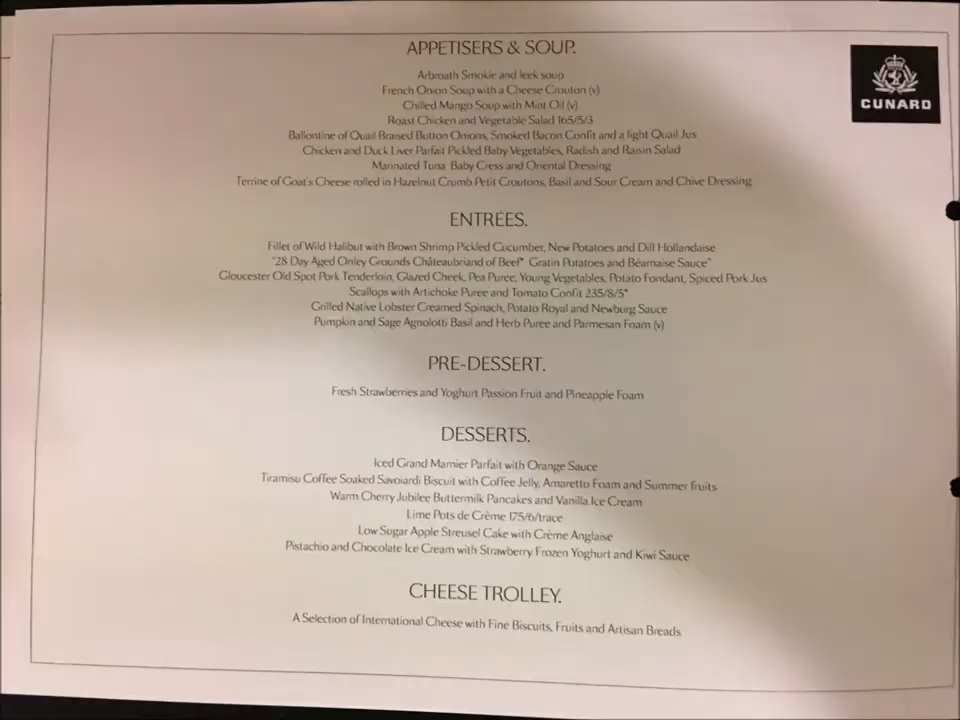 APPETISERS & SOUP.
CUNARD
Arbroath Smokie and leek soup
French Onion Soup with a Cheese Crouton (v)
Chilled Mango Soup with Mint Oil (v)
Roast Chicken and Vegetable Salad 165/5/3
Ballontine of Quail Braised Button Onions, Smoked Bacon Confit and a light Quail Jus
Chicken and Duck Liver Parfait Pickled Baby Vegetables, Radish and Raisin Salad
Marinated Tuna Baby Cress and Oriental Dressing
Terrine of Goat's Cheese rolled in Hazelnut Crumb Petit Croutons, Basil and Sour Cream and Chive Dressing
ENTRÉES.
Fillet of Wild Halibut with Brown Shrimp Pickled Cucumber, New Potatoes and Dill Hollandaise
"28 Day Aged Onley Grounds Châteaubriand of Beef* Gratin Potatoes and Béarnaise Sauce"
Gloucester Old Spot Pork Tenderloin, Glazed Cheek, Pea Puree, Young Vegetables, Potato Fondant, Spiced Pork Jus
Scallops with Artichoke Puree and Tomato Confit 235/8/5*
Grilled Native Lobster Creamed Spinach, Potato Royal and Newburg Sauce
Pumpkin and Sage Agnolotti Basil and Herb Puree and Parmesan Foam (v)
PRE-DESSERT.
Fresh Strawberries and Yoghurt Passion Fruit and Pineapple Foam
DESSERTS.
Iced Grand Marnier Parfait with Orange Sauce
Tiramisu Coffee Soaked Savoiardi Biscuit with Coffee Jelly, Amaretto Foam and Summer fruits
Warm Cherry Jubilee Buttermilk Pancakes and Vanilla Ice Cream
Lime Pots de Crème 175/6/trace
Low Sugar Apple Streusel Cake with Crème Anglaise
Pistachio and Chocolate Ice Cream with Strawberry Frozen Yoghurt and Kiwi Sauce
CHEESE TROLLEY.
A Selection of International Cheese with Fine Biscuits, Fruits and Artisan Breads